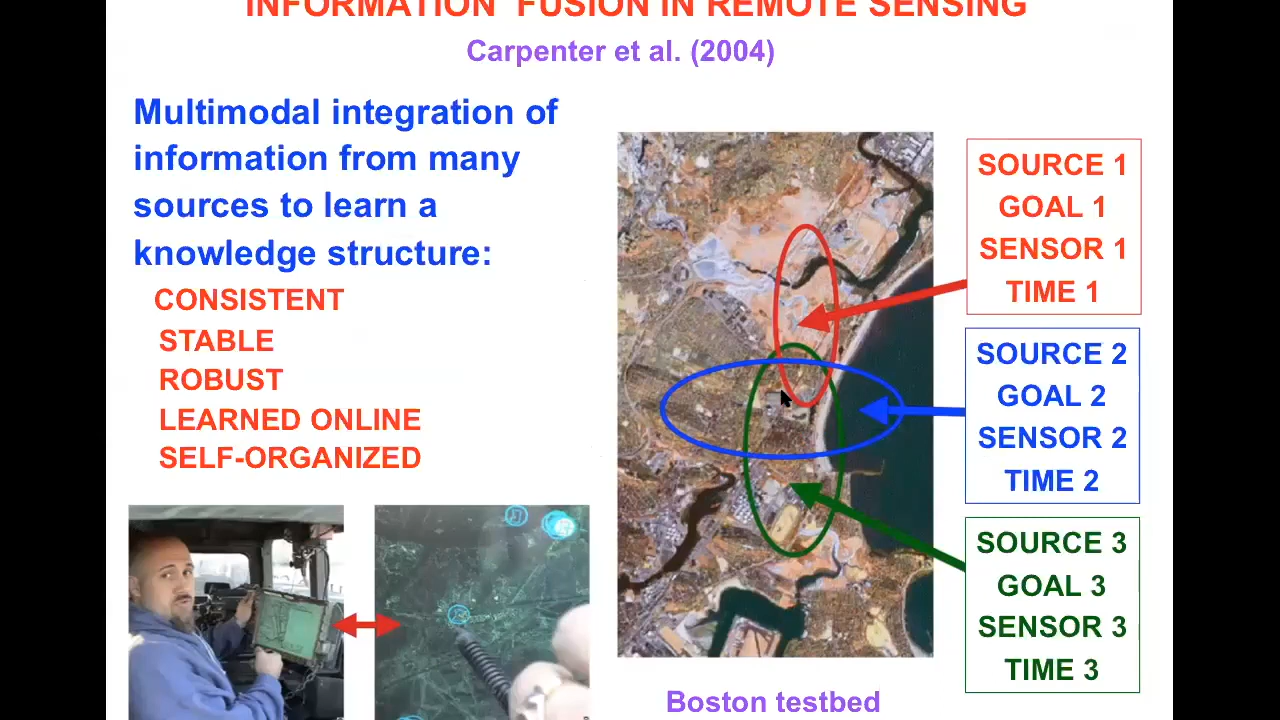 INFORMATION FUSION IN REMOTE SENSING
Carpenter et al. (2004)
Multimodal integration of
information from many
sources to learn a
knowledge structure:
CONSISTENT
STABLE
ROBUST
LEARNED ONLINE
SELF-ORGANIZED
SOURCE 1
GOAL 1
SENSOR 1
TIME 1
SOURCE 2
GOAL 2
SENSOR 2
TIME 2
SOURCE 3
GOAL 3
SENSOR 3
TIME 3
Boston testbed